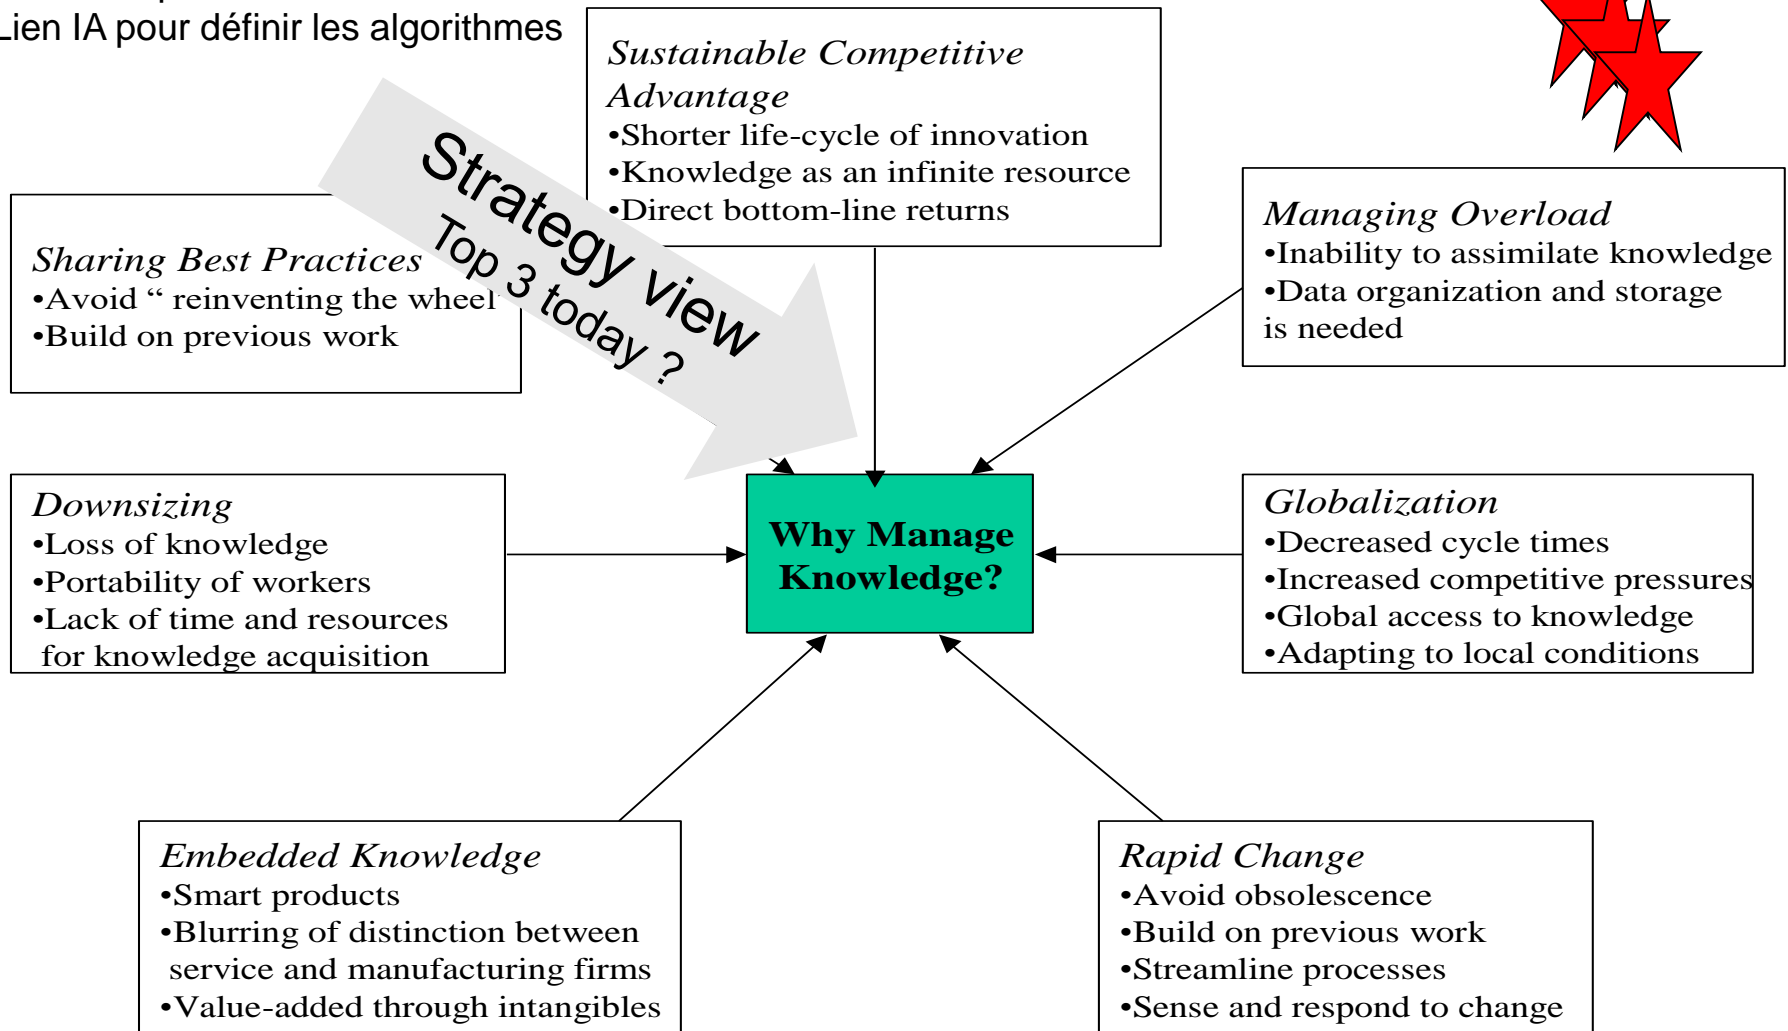 Lien IA pour définir les algorithmes
Sustainable Competitive
Advantage
•Shorter life-cycle of innovation
•Knowledge as an infinite resource
•Direct bottom-line returns
Strategy view
Top 3 today ?
Sharing Best Practices
•Avoid “ reinventing the wheel
•Build on previous work
Managing Overload
•Inability to assimilate knowledge
•Data organization and storage
is needed
Downsizing
•Loss of knowledge
•Portability of workers
•Lack of time and resources
for knowledge acquisition
Why Manage
Knowledge?
Globalization
•Decreased cycle times
•Increased competitive pressures
•Global access to knowledge
•Adapting to local conditions
Embedded Knowledge
•Smart products
•Blurring of distinction between
service and manufacturing firms
•Value-added through intangibles
Rapid Change
•Avoid obsolescence
•Build on previous work
•Streamline processes
•Sense and respond to change